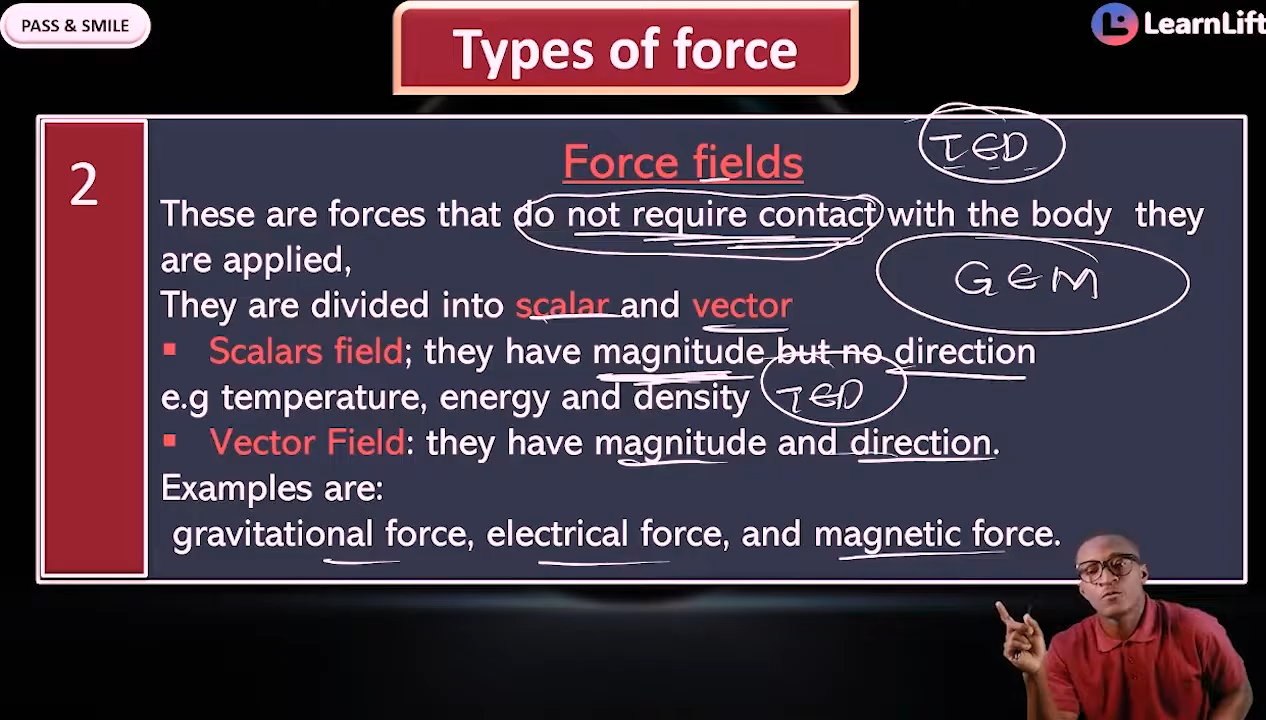 PASS & SMILE
LearnLift
Types of force
2
Force fields
TED
These are forces that do not require contact with the body they
are applied,
GEM
They are divided into scalar and vector
▪ Scalars field; they have magnitude but no direction
e.g temperature, energy and density
TED
▪ Vector Field: they have magnitude and direction.
Examples are:
gravitational force, electrical force, and magnetic force.